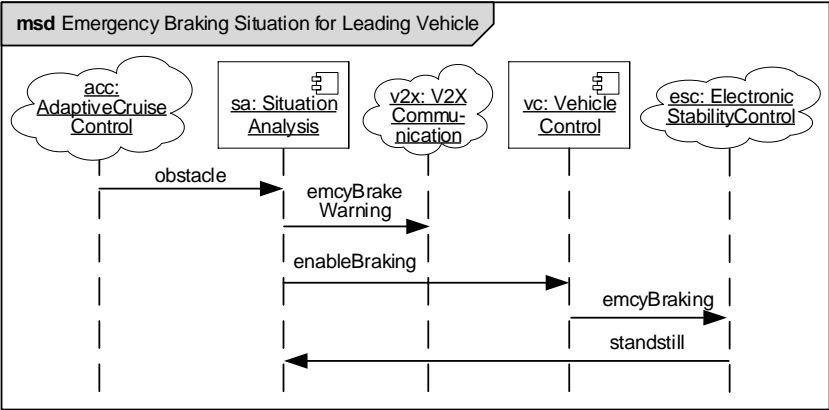 msd Emergency Braking Situation for Leading Vehicle
acc:
AdaptiveCruise
Control
sa: Situation
Analysis
v2x: V2X
Commu-
nication
vc: Vehicle
Control
esc: Electronic
StabilityControl
obstacle
emcyBrake
Warning
enableBraking
emcyBraking
standstill